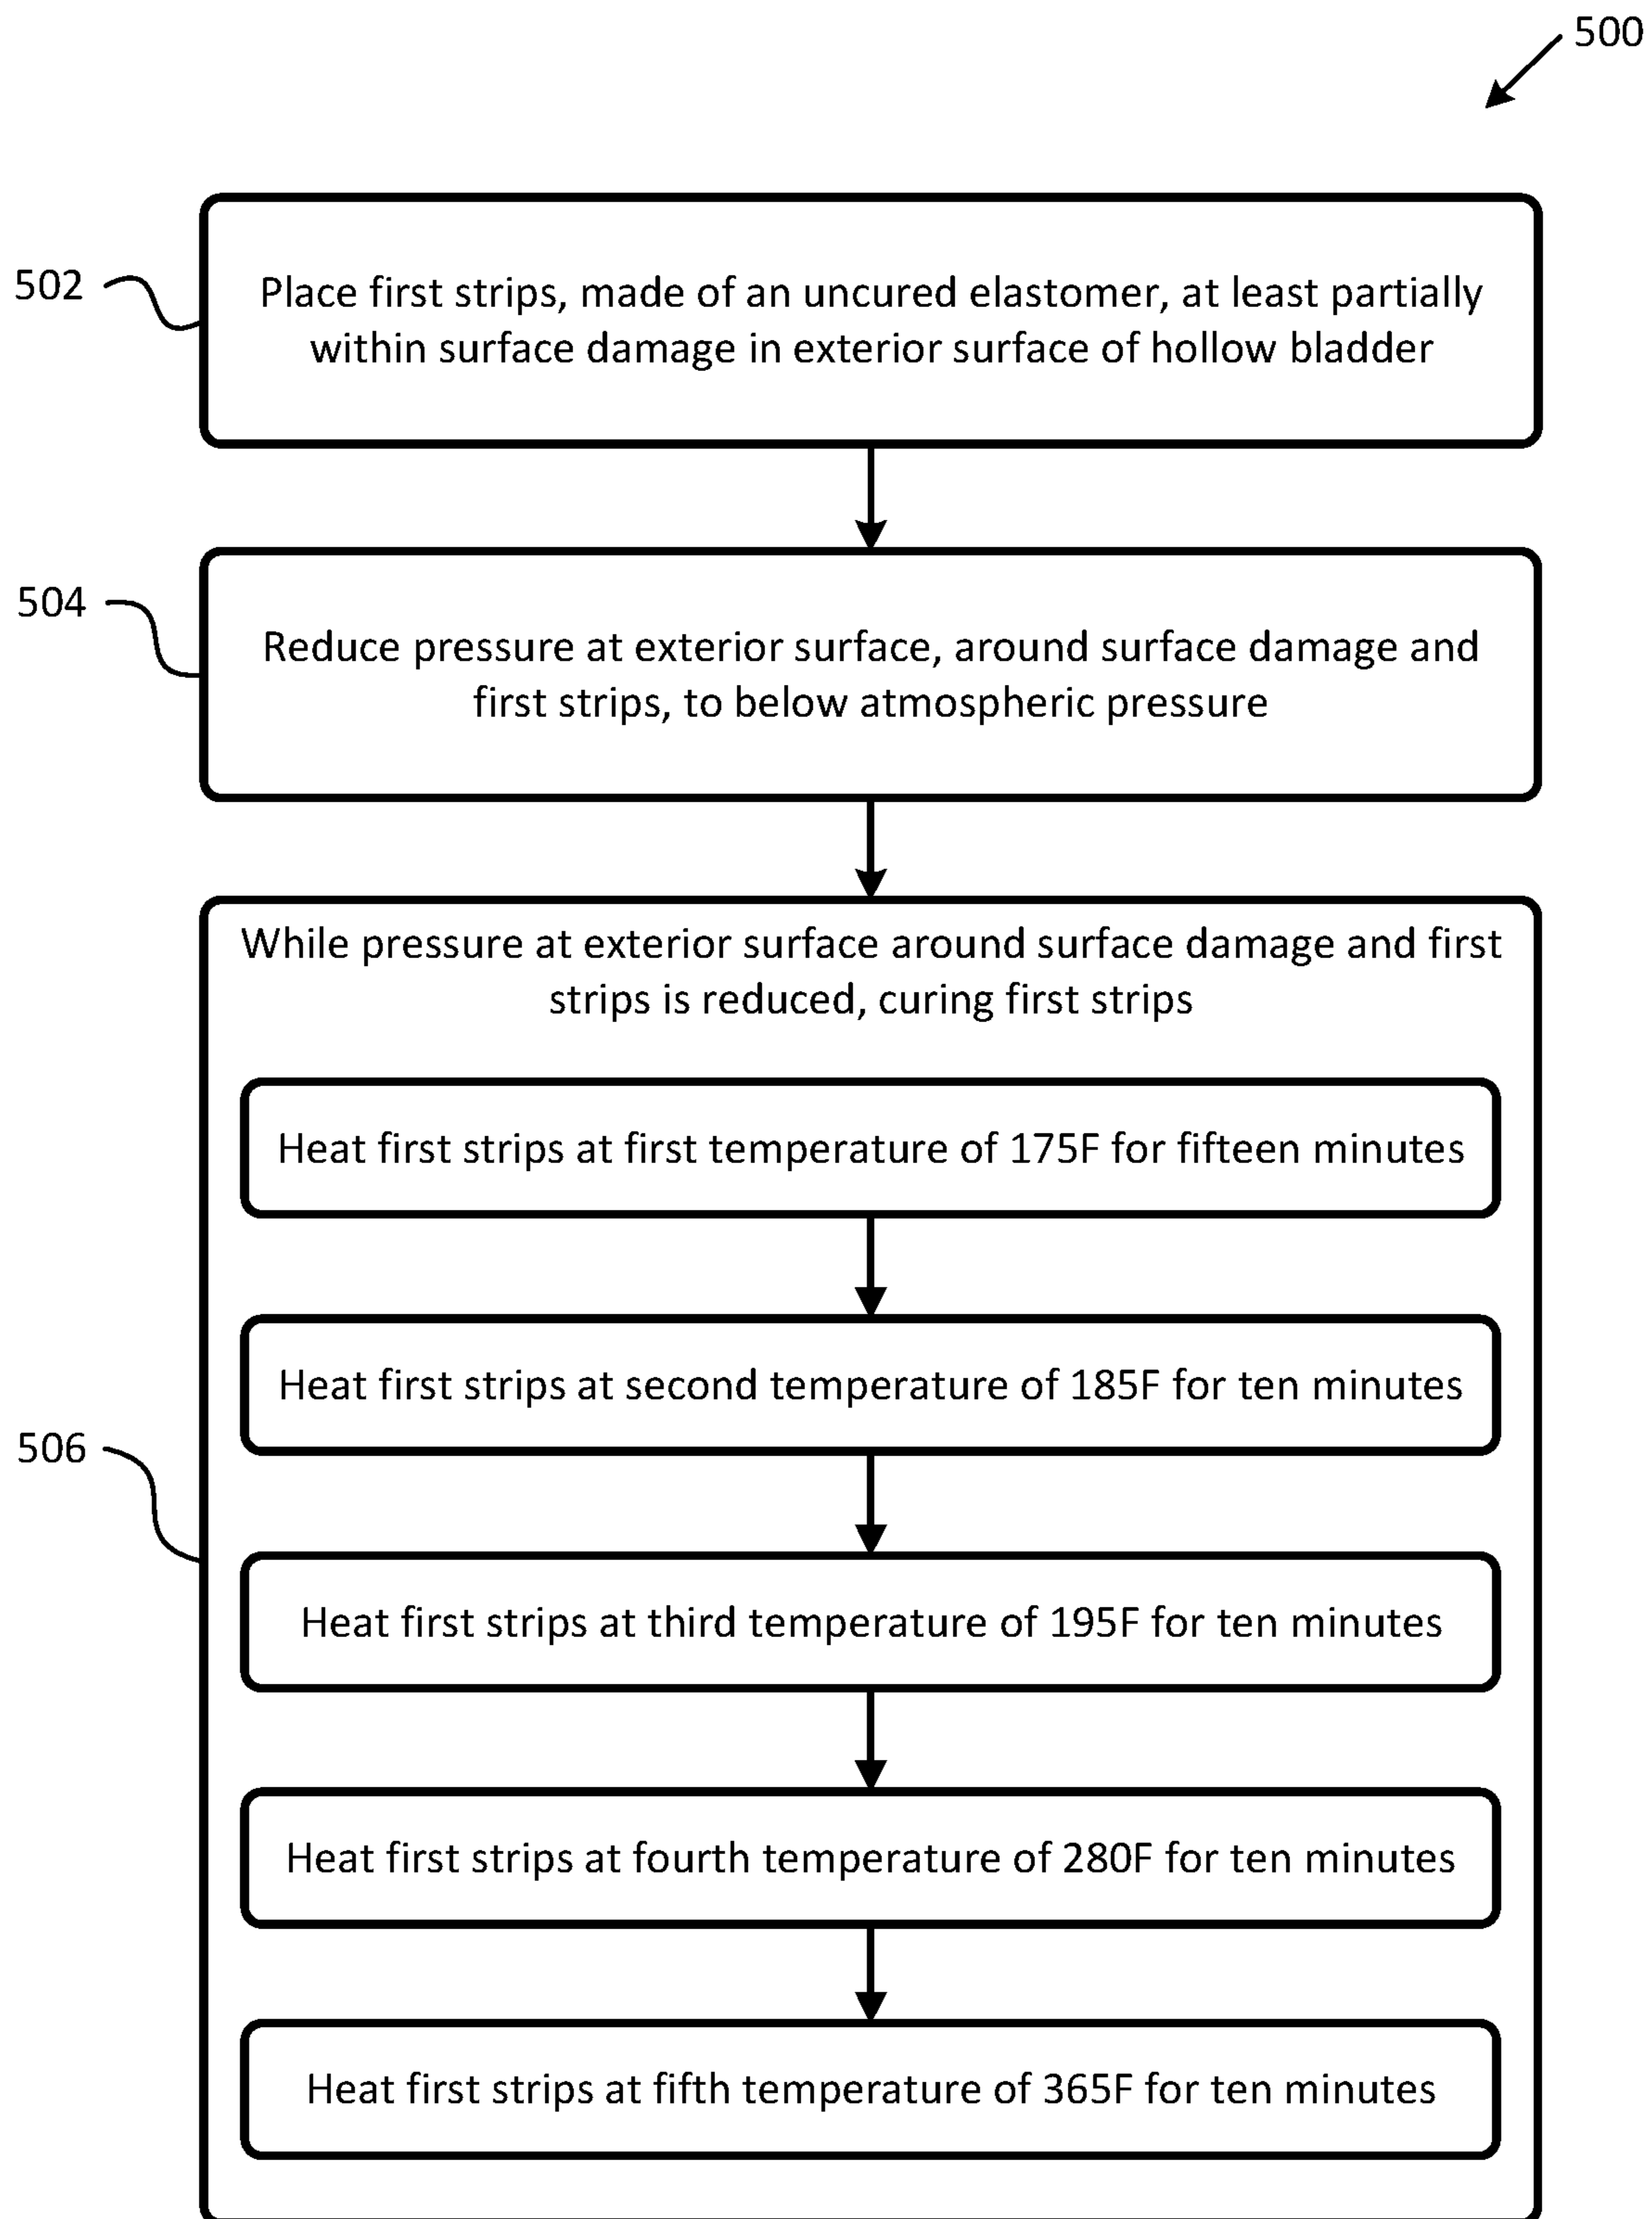 500
502
Place first strips, made of an uncured elastomer, at least partially
within surface damage in exterior surface of hollow bladder
504
Reduce pressure at exterior surface, around surface damage and
first strips, to below atmospheric pressure
While pressure at exterior surface around surface damage and first
strips is reduced, curing first strips
Heat first strips at first temperature of 175F for fifteen minutes
Heat first strips at second temperature of 185F for ten minutes
506
Heat first strips at third temperature of 195F for ten minutes
Heat first strips at fourth temperature of 280F for ten minutes
Heat first strips at fifth temperature of 365F for ten minutes